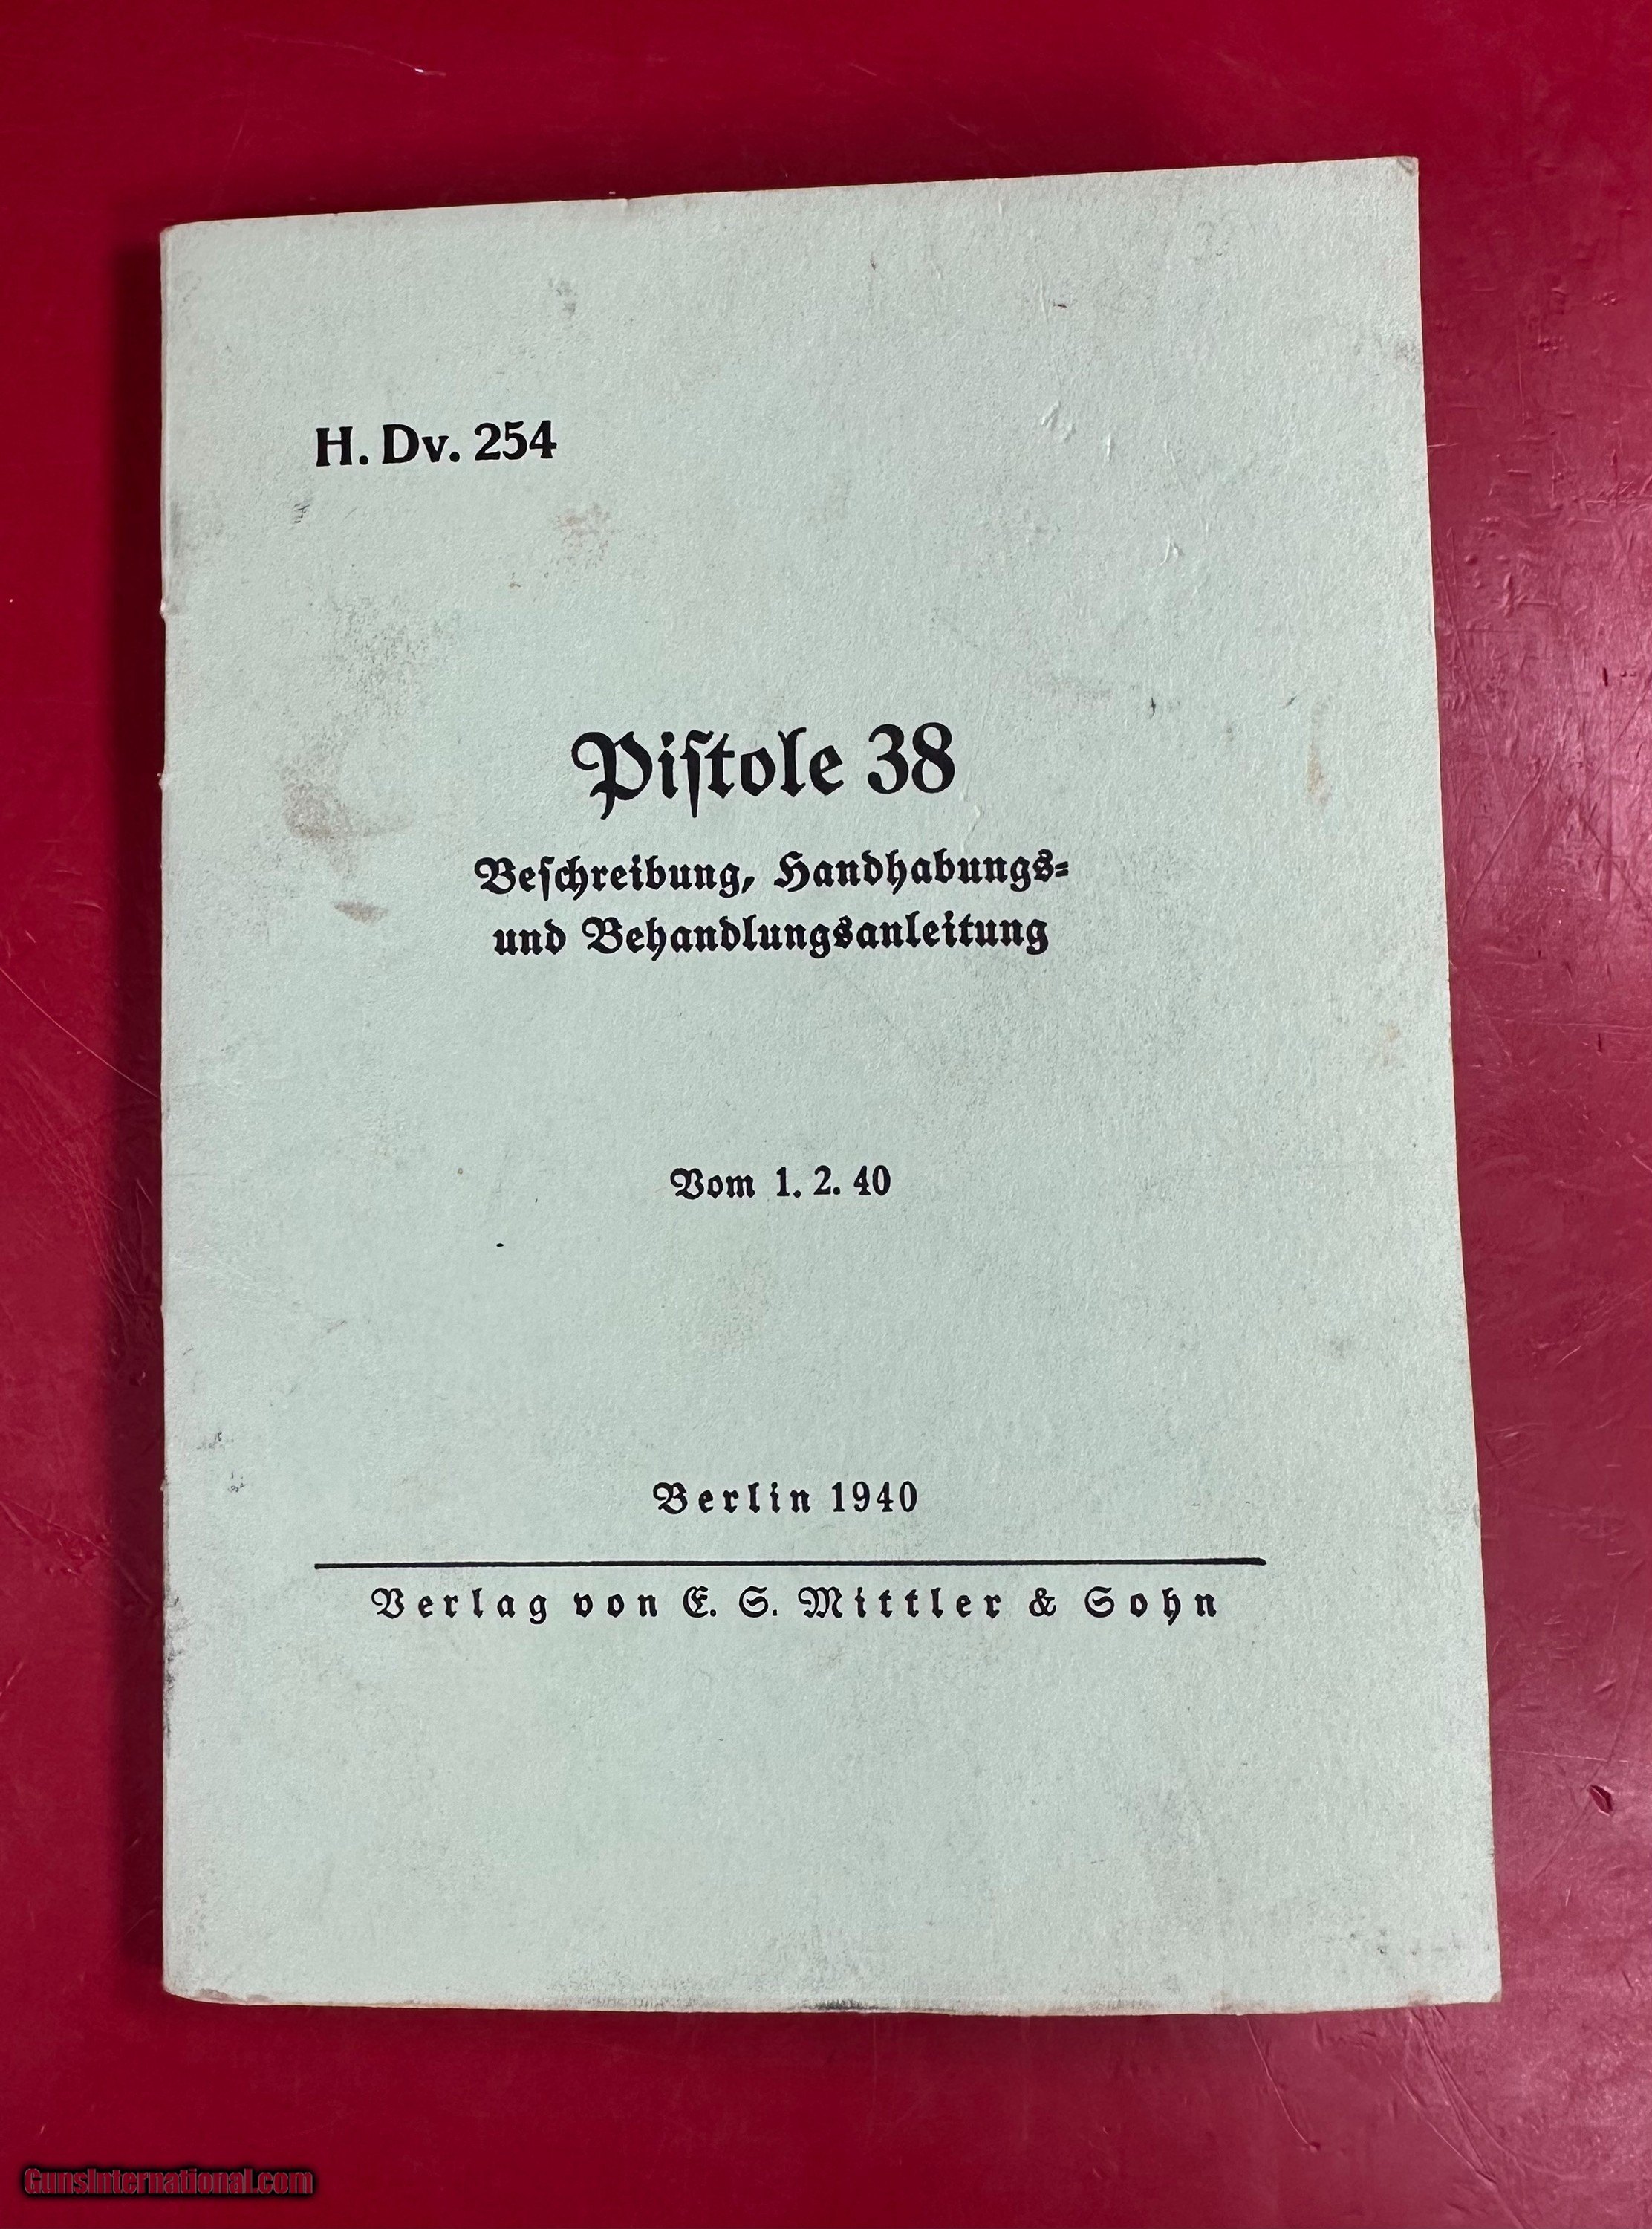 H. Dv. 254
Piſtole 38
Beſchreibung, Handhabungs=
und Behandlungsanleitung
Vom 1. 2. 40
Berlin 1940
Verlag von E. S. Mittler & Sohn
GunsInternational.com